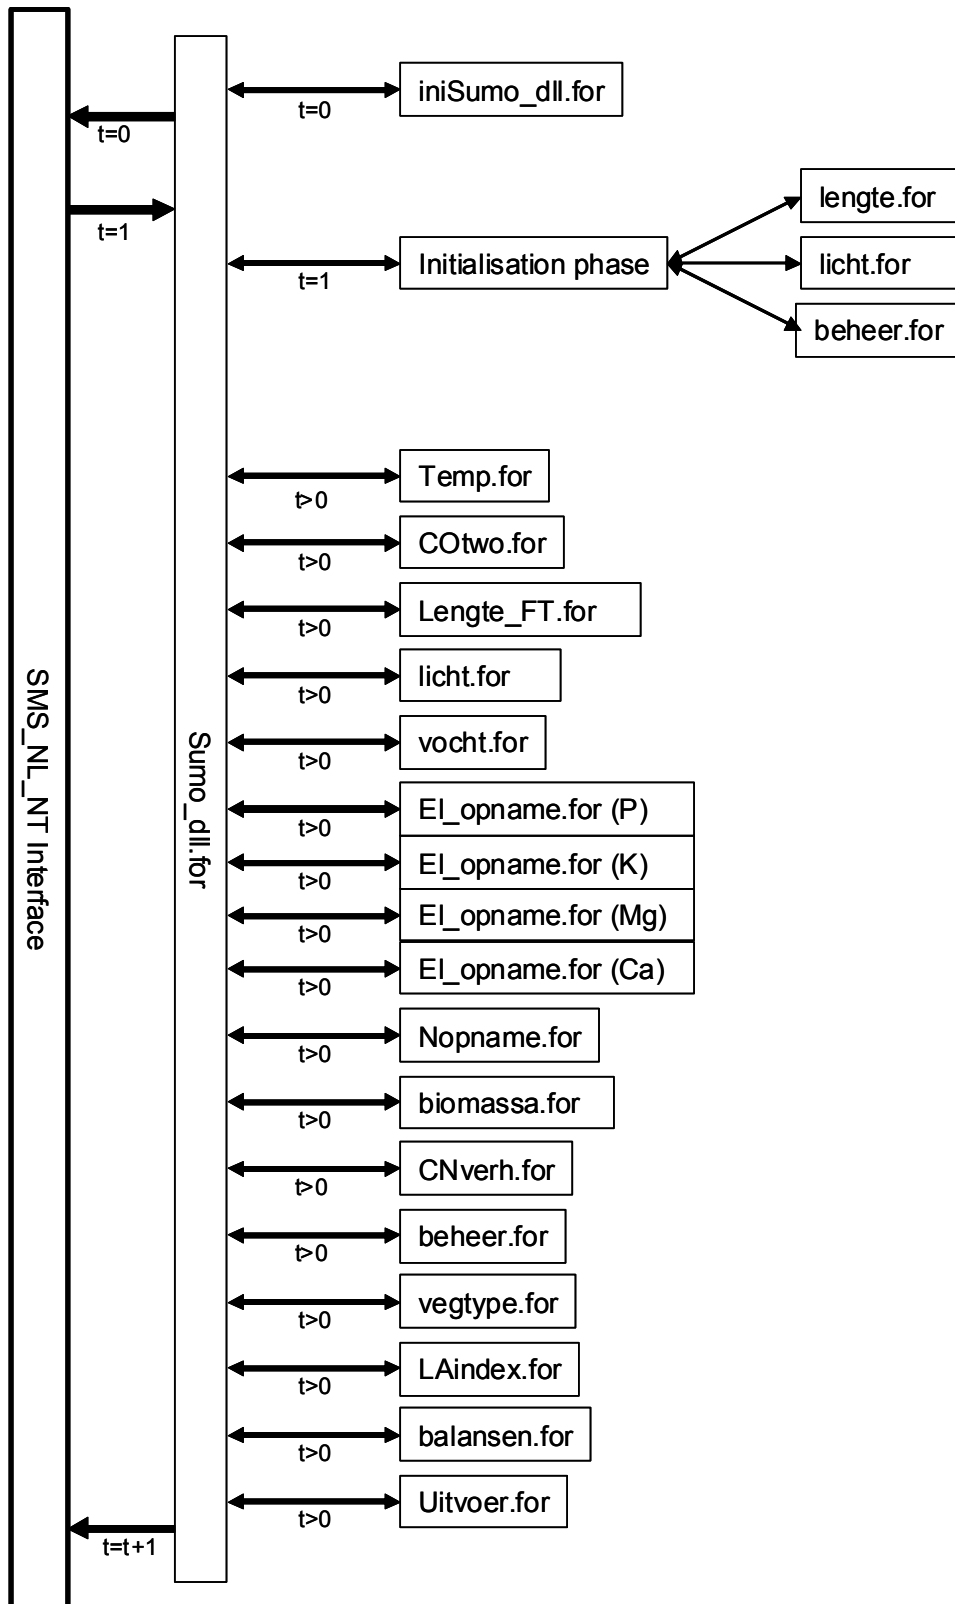 iniSumo_dll.for
t=0
t=0
lengte.for
t=1
Initialisation phase
licht.for
t=1
beheer.for
Temp.for
t>0
COtwo.for
t>0
Lengte_FT.for
t>0
licht.for
t>0
vocht.for
t>0
SMS_NL_NT Interface
Sumo_dll.for
El_opname.for (P)
t>0
El_opname.for (K)
t>0
El_opname.for (Mg)
t>0
El_opname.for (Ca)
t>0
Nopname.for
t>0
biomassa.for
t>0
CNverh.for
t>0
beheer.for
t>0
vegtype.for
t>0
LAindex.for
t>0
balansen.for
t>0
Uitvoer.for
t>0
t=t+1